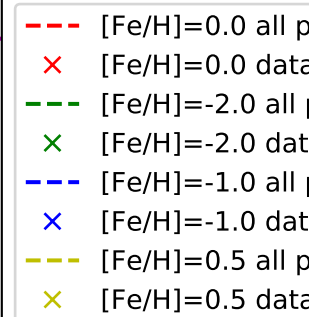 [Fe/H]=0.0 all p
[Fe/H]=0.0 data
[Fe/H]=-2.0 all
[Fe/H]=-2.0 dat
[Fe/H]=-1.0 all
[Fe/H]=-1.0 dat
[Fe/H]=0.5 all p
[Fe/H]=0.5 data